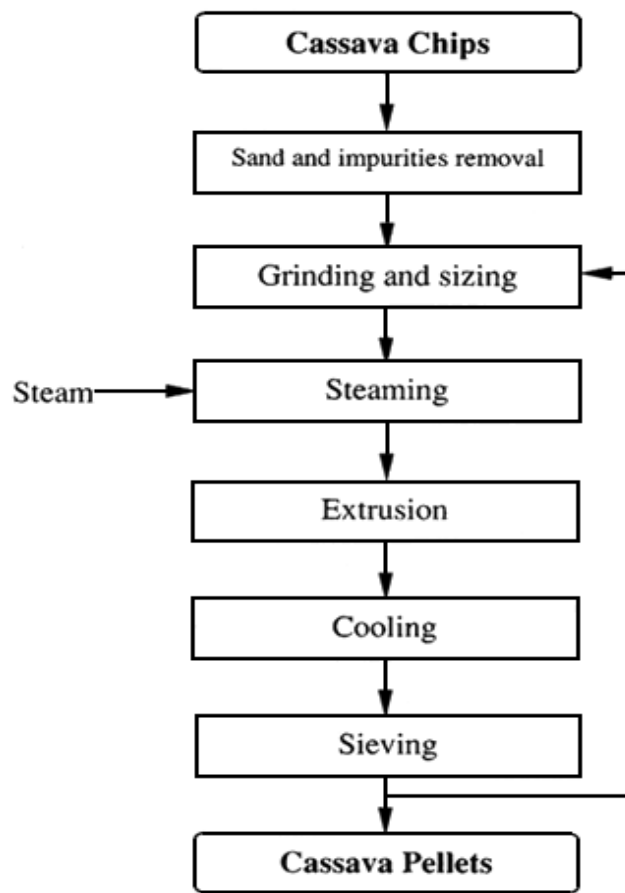 Cassava Chips
Sand and impurities removal
Grinding and sizing
Steam
Steaming
Extrusion
Cooling
Sieving
Cassava Pellets